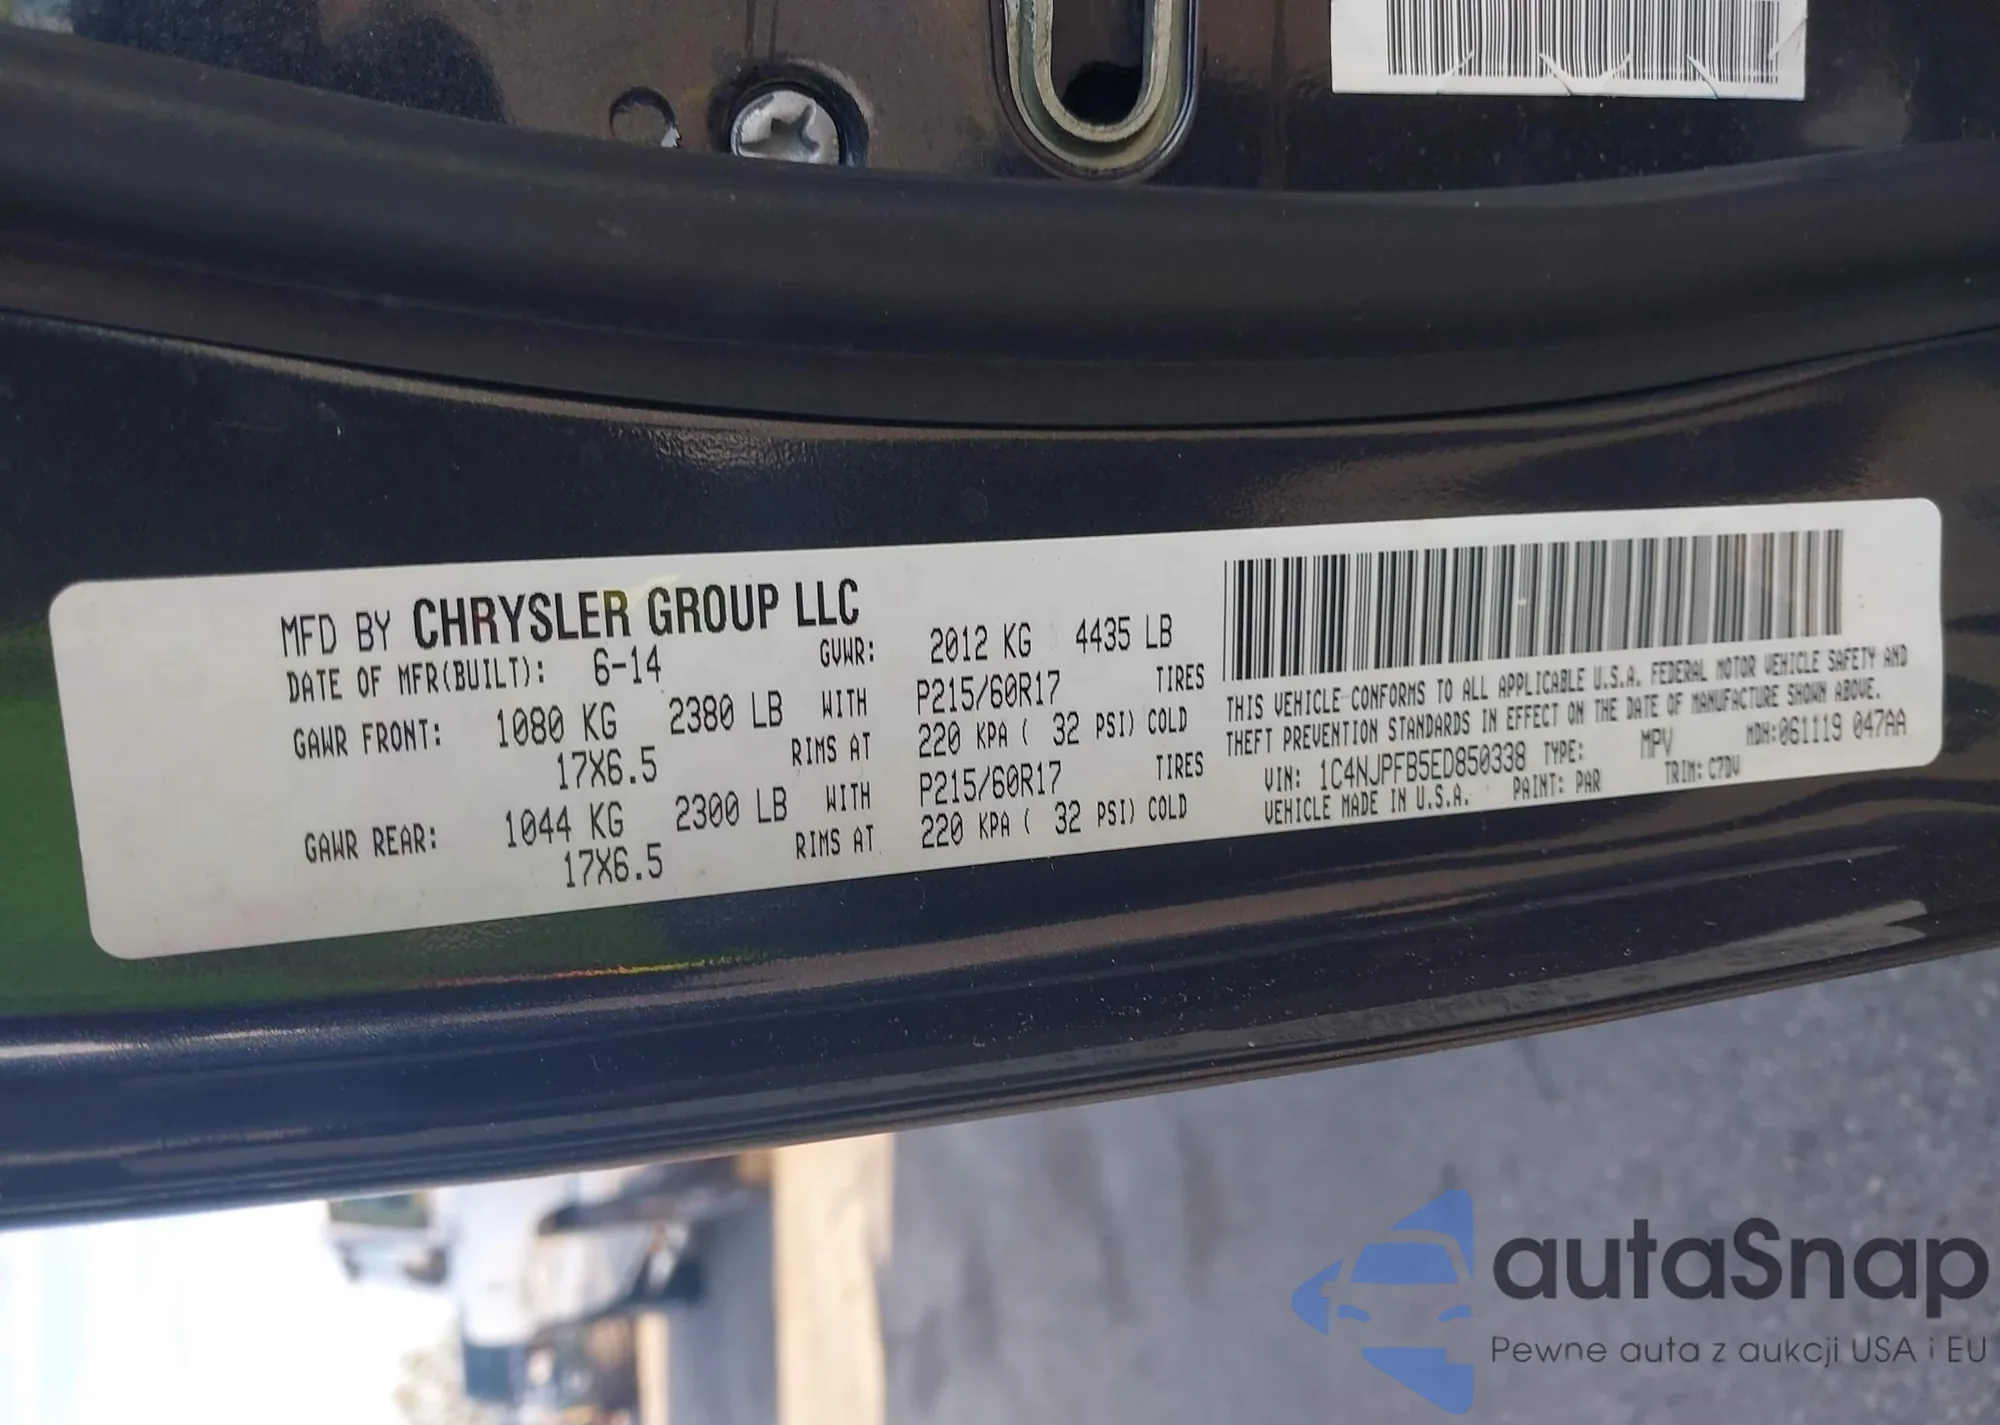 MFD BY CHRYSLER GROUP LLC
DATE OF MFR(BUILT): 6-14 GVWR: 2012 KG 4435 LB
GAWR FRONT: 1080 KG 2380 LB WITH P215/60R17 TIRES
17X6.5 RIMS AT 220 KPA ( 32 PSI) COLD
GAWR REAR: 1044 KG 2300 LB WITH P215/60R17 TIRES
17X6.5 RIMS AT 220 KPA ( 32 PSI) COLD
THIS VEHICLE CONFORMS TO ALL APPLICABLE U.S.A. FEDERAL MOTOR VEHICLE SAFETY AND
THEFT PREVENTION STANDARDS IN EFFECT ON THE DATE OF MANUFACTURE SHOWN ABOVE.
VIN: 1C4NJPFB5ED850338 TYPE: MPV MDH:061119 047AA
VEHICLE MADE IN U.S.A. PAINT: PAR TRIM: C7DV
autaSnap
Pewne auta z aukcji USA i EU